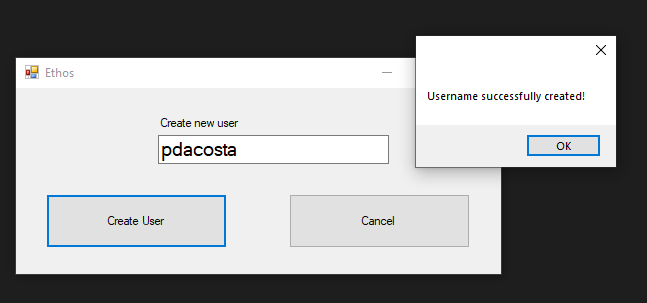 Ethos
Username successfully created!
OK
Create new user
pdacosta
Create User
Cancel